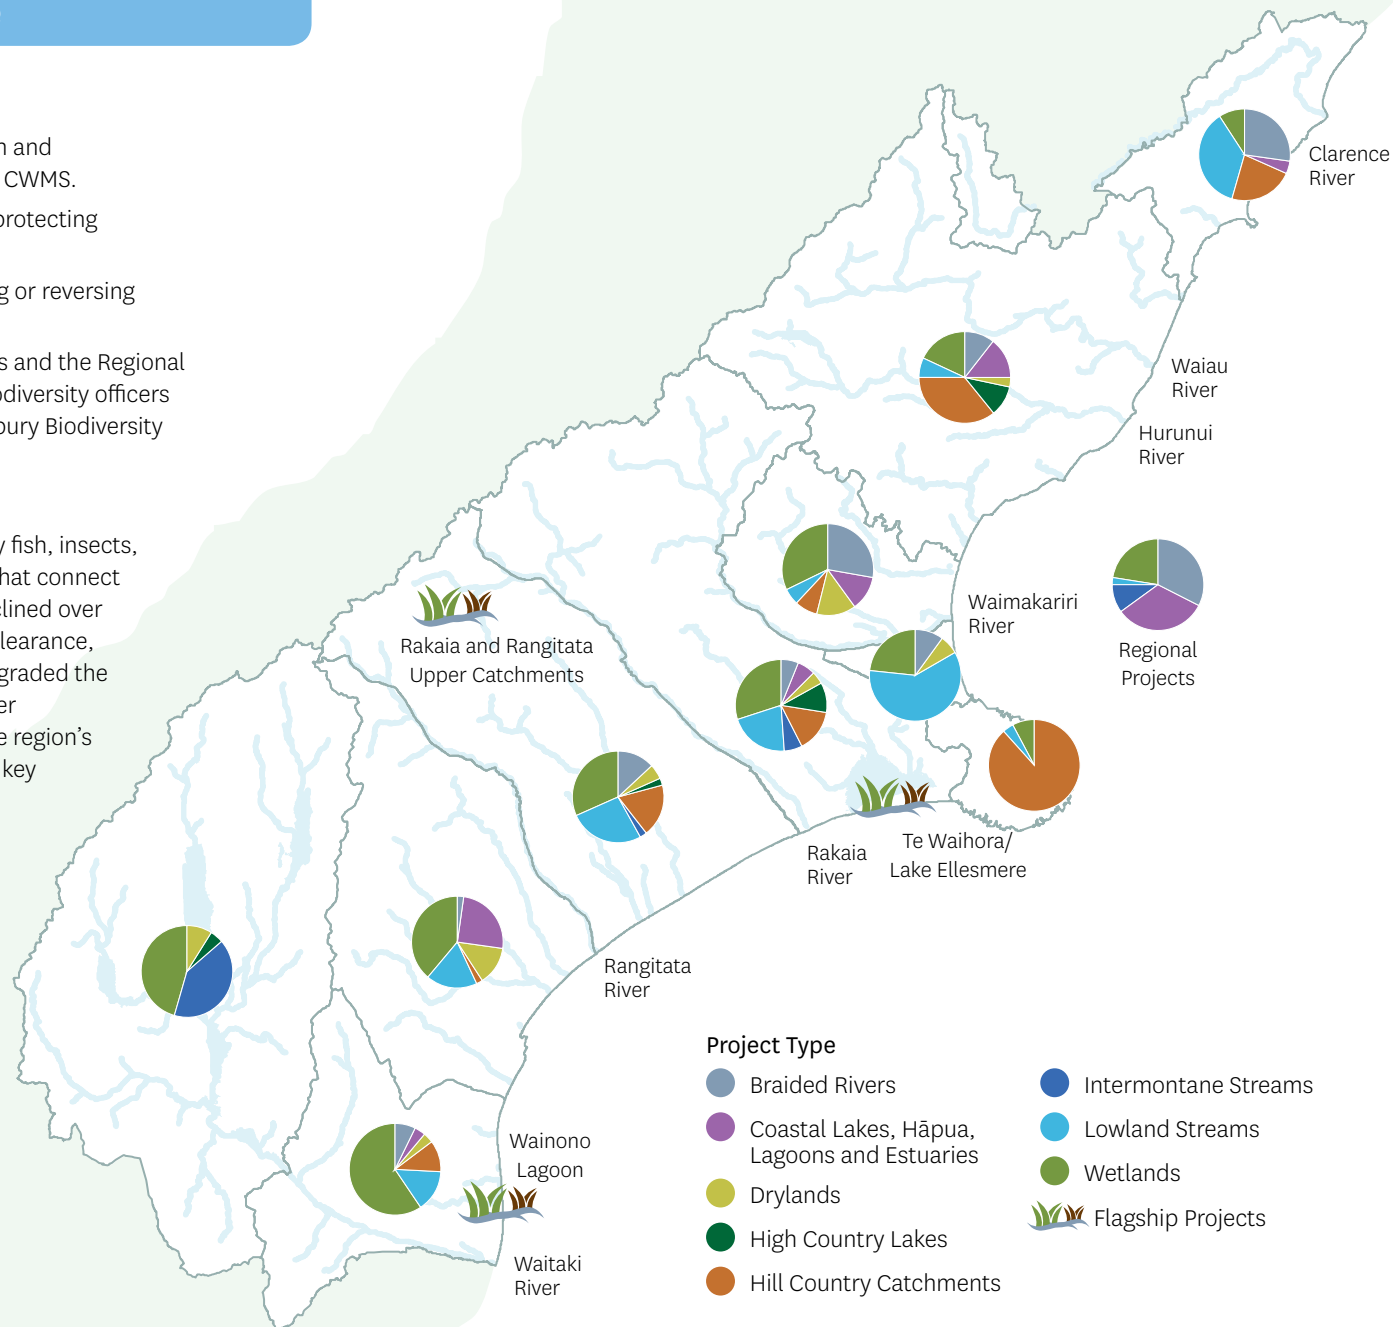 n and
CWMS.
protecting
g or reversing
s and the Regional
odiversity officers
bury Biodiversity
y fish, insects,
hat connect
clined over
learance,
graded the
er
e region's
key
Clarence
River
Waiau
River
Hurunui
River
Waimakariri
River
Regional
Projects
Rakaia and Rangitata
Upper Catchments
Te Waihora/
Lake Ellesmere
Rakaia
River
Rangitata
River
Wainono
Lagoon
Waitaki
River
Project Type
Braided Rivers
Coastal Lakes, Hāpua,
Lagoons and Estuaries
Drylands
High Country Lakes
Hill Country Catchments
Intermontane Streams
Lowland Streams
Wetlands
Flagship Projects